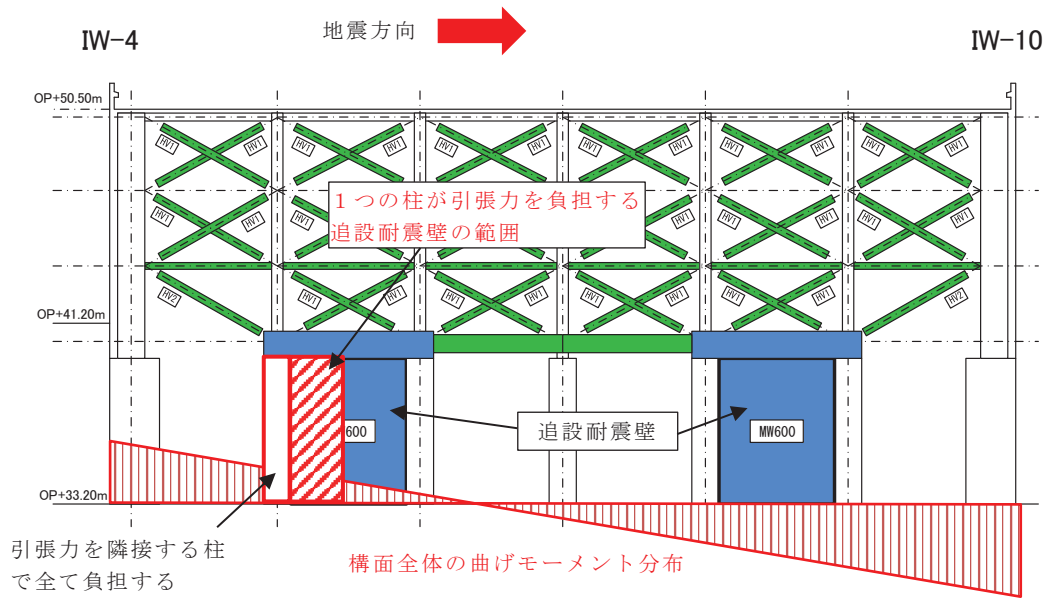 地震方向
IW-4
IW-10
OP+50.50m
HV1 HV1 HV1 HV1 HV1 HV1 HV1 HV1 HV1 HV1 HV1 HV1
HV1 HV1 HV1 HV1 HV1 HV1 HV1 HV1
１つの柱が引張力を負担する
追設耐震壁の範囲
HV2 HV1 HV1 HV1 HV1 HV1 HV1 HV1 HV1 HV2
OP+41.20m
600
追設耐震壁
MW600
OP+33.20m
引張力を隣接する柱
で全て負担する
構面全体の曲げモーメント分布